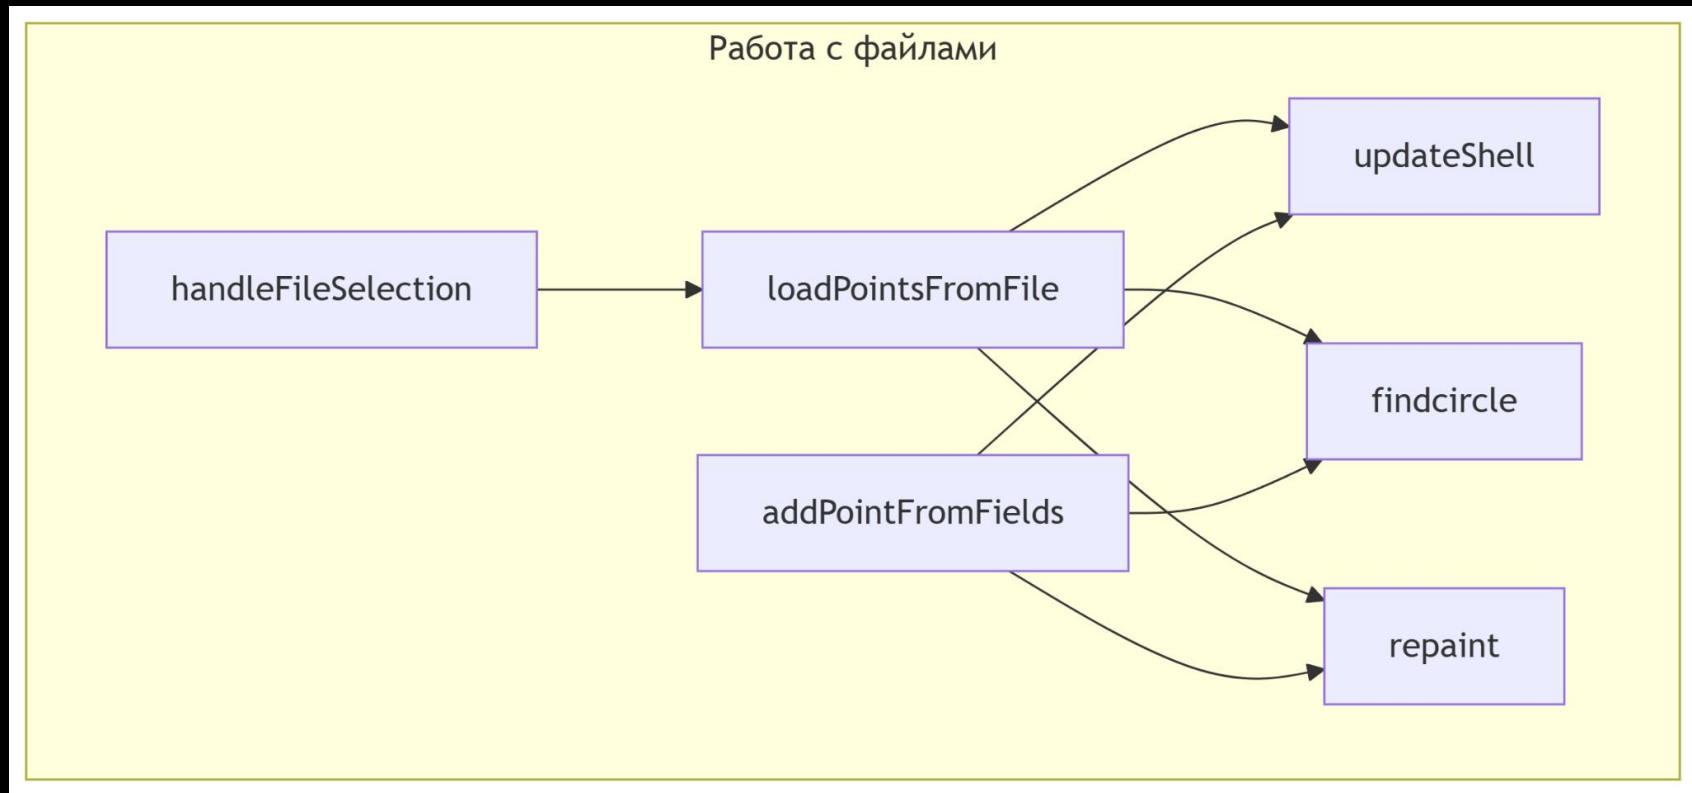 Работа с файлами
updateShell
handleFileSelection
loadPointsFromFile
findcircle
addPointFromFields
repaint